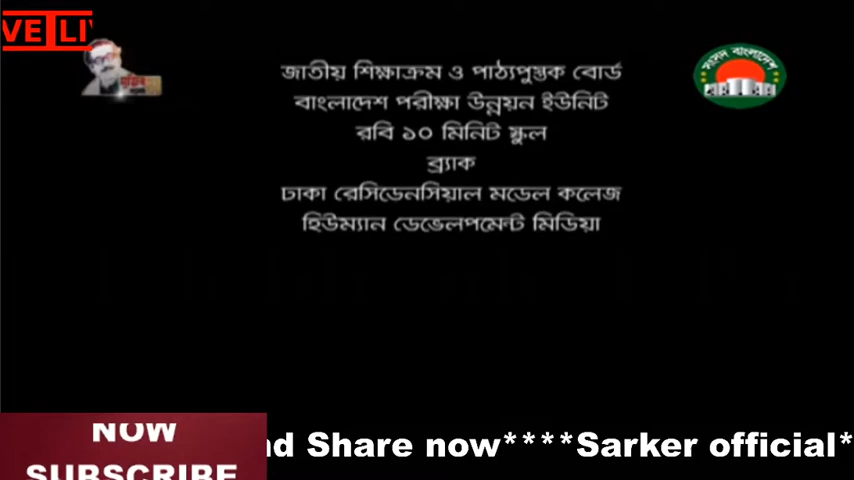 VE LIV
মুজিব
সংসদ বাংলাদেশ
জাতীয় শিক্ষাক্রম ও পাঠ্যপুস্তক বোর্ড
বাংলাদেশ পরীক্ষা উন্নয়ন ইউনিট
রবি ১০ মিনিট স্কুল
ব্র্যাক
ঢাকা রেসিডেনসিয়াল মডেল কলেজ
হিউম্যান ডেভেলপমেন্ট মিডিয়া
NOW
SUBSCRIBE
nd Share now****Sarker official*